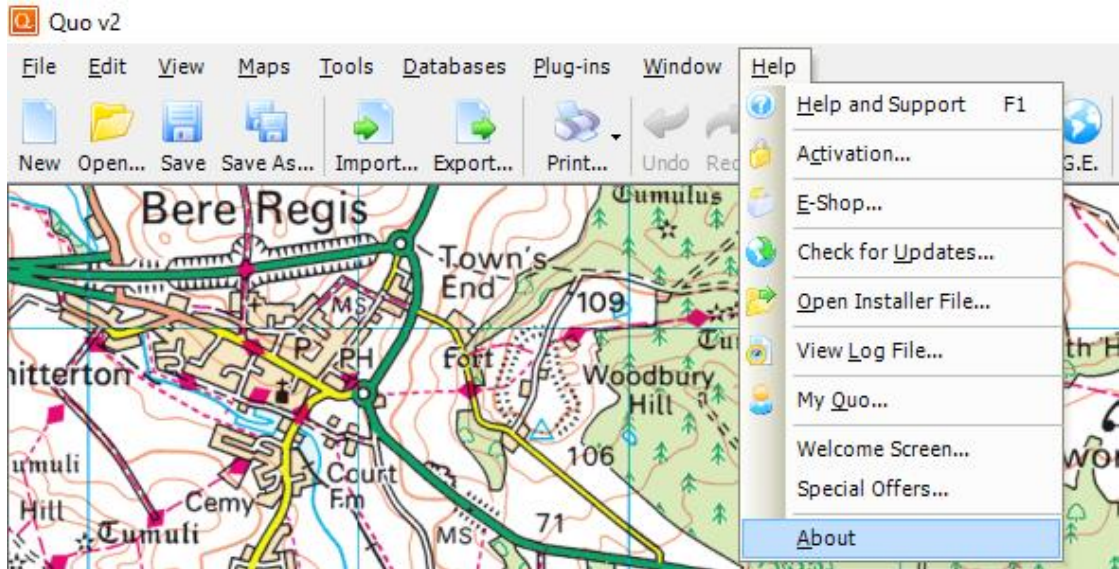 Quo v2
File Edit View Maps Tools Databases Plug-ins Window Help
New Open... Save Save As... Import... Export... Print... Undo G.E.
Help and Support F1
Activation...
E-Shop...
Check for Updates...
Open Installer File...
View Log File...
My Quo...
Welcome Screen...
Special Offers...
About
Bere Regis
Tumulus
Town's
End
MS
109
P
PH
Fort
Woodbury
Hill
106
Court
Fm
Cemy
Hill
Tumuli
MS
71